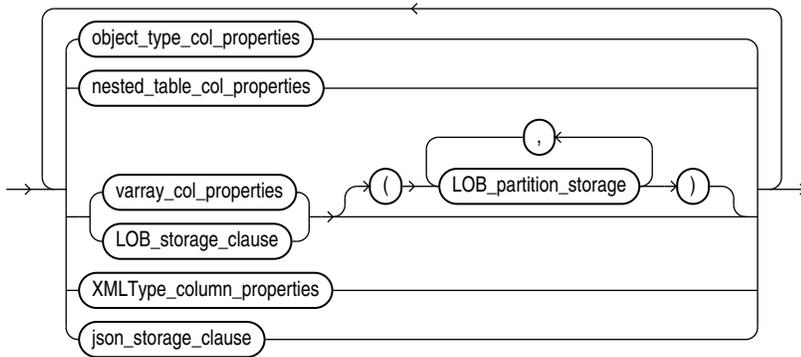 object_type_col_properties
nested_table_col_properties
,
varray_col_properties
( LOB_partition_storage )
LOB_storage_clause
XMLType_column_properties
json_storage_clause